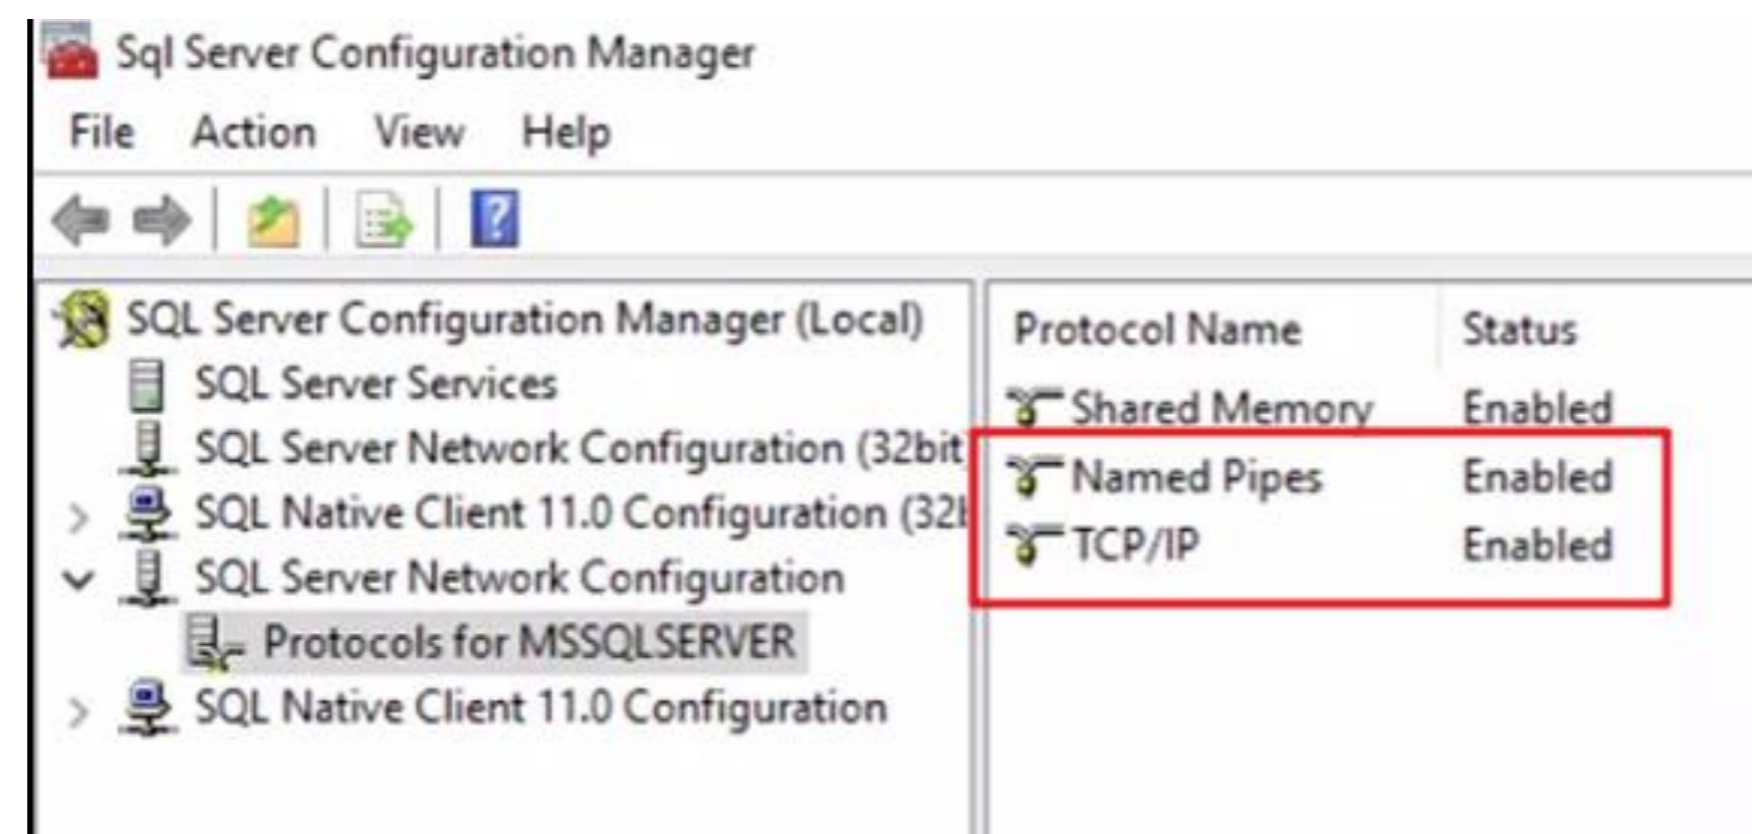 Sql Server Configuration Manager
File Action View Help
SQL Server Configuration Manager (Local)
SQL Server Services
SQL Server Network Configuration (32bit
SQL Native Client 11.0 Configuration (32b
SQL Server Network Configuration
Protocols for MSSQLSERVER
SQL Native Client 11.0 Configuration
Protocol Name Status
Shared Memory Enabled
Named Pipes Enabled
TCP/IP Enabled